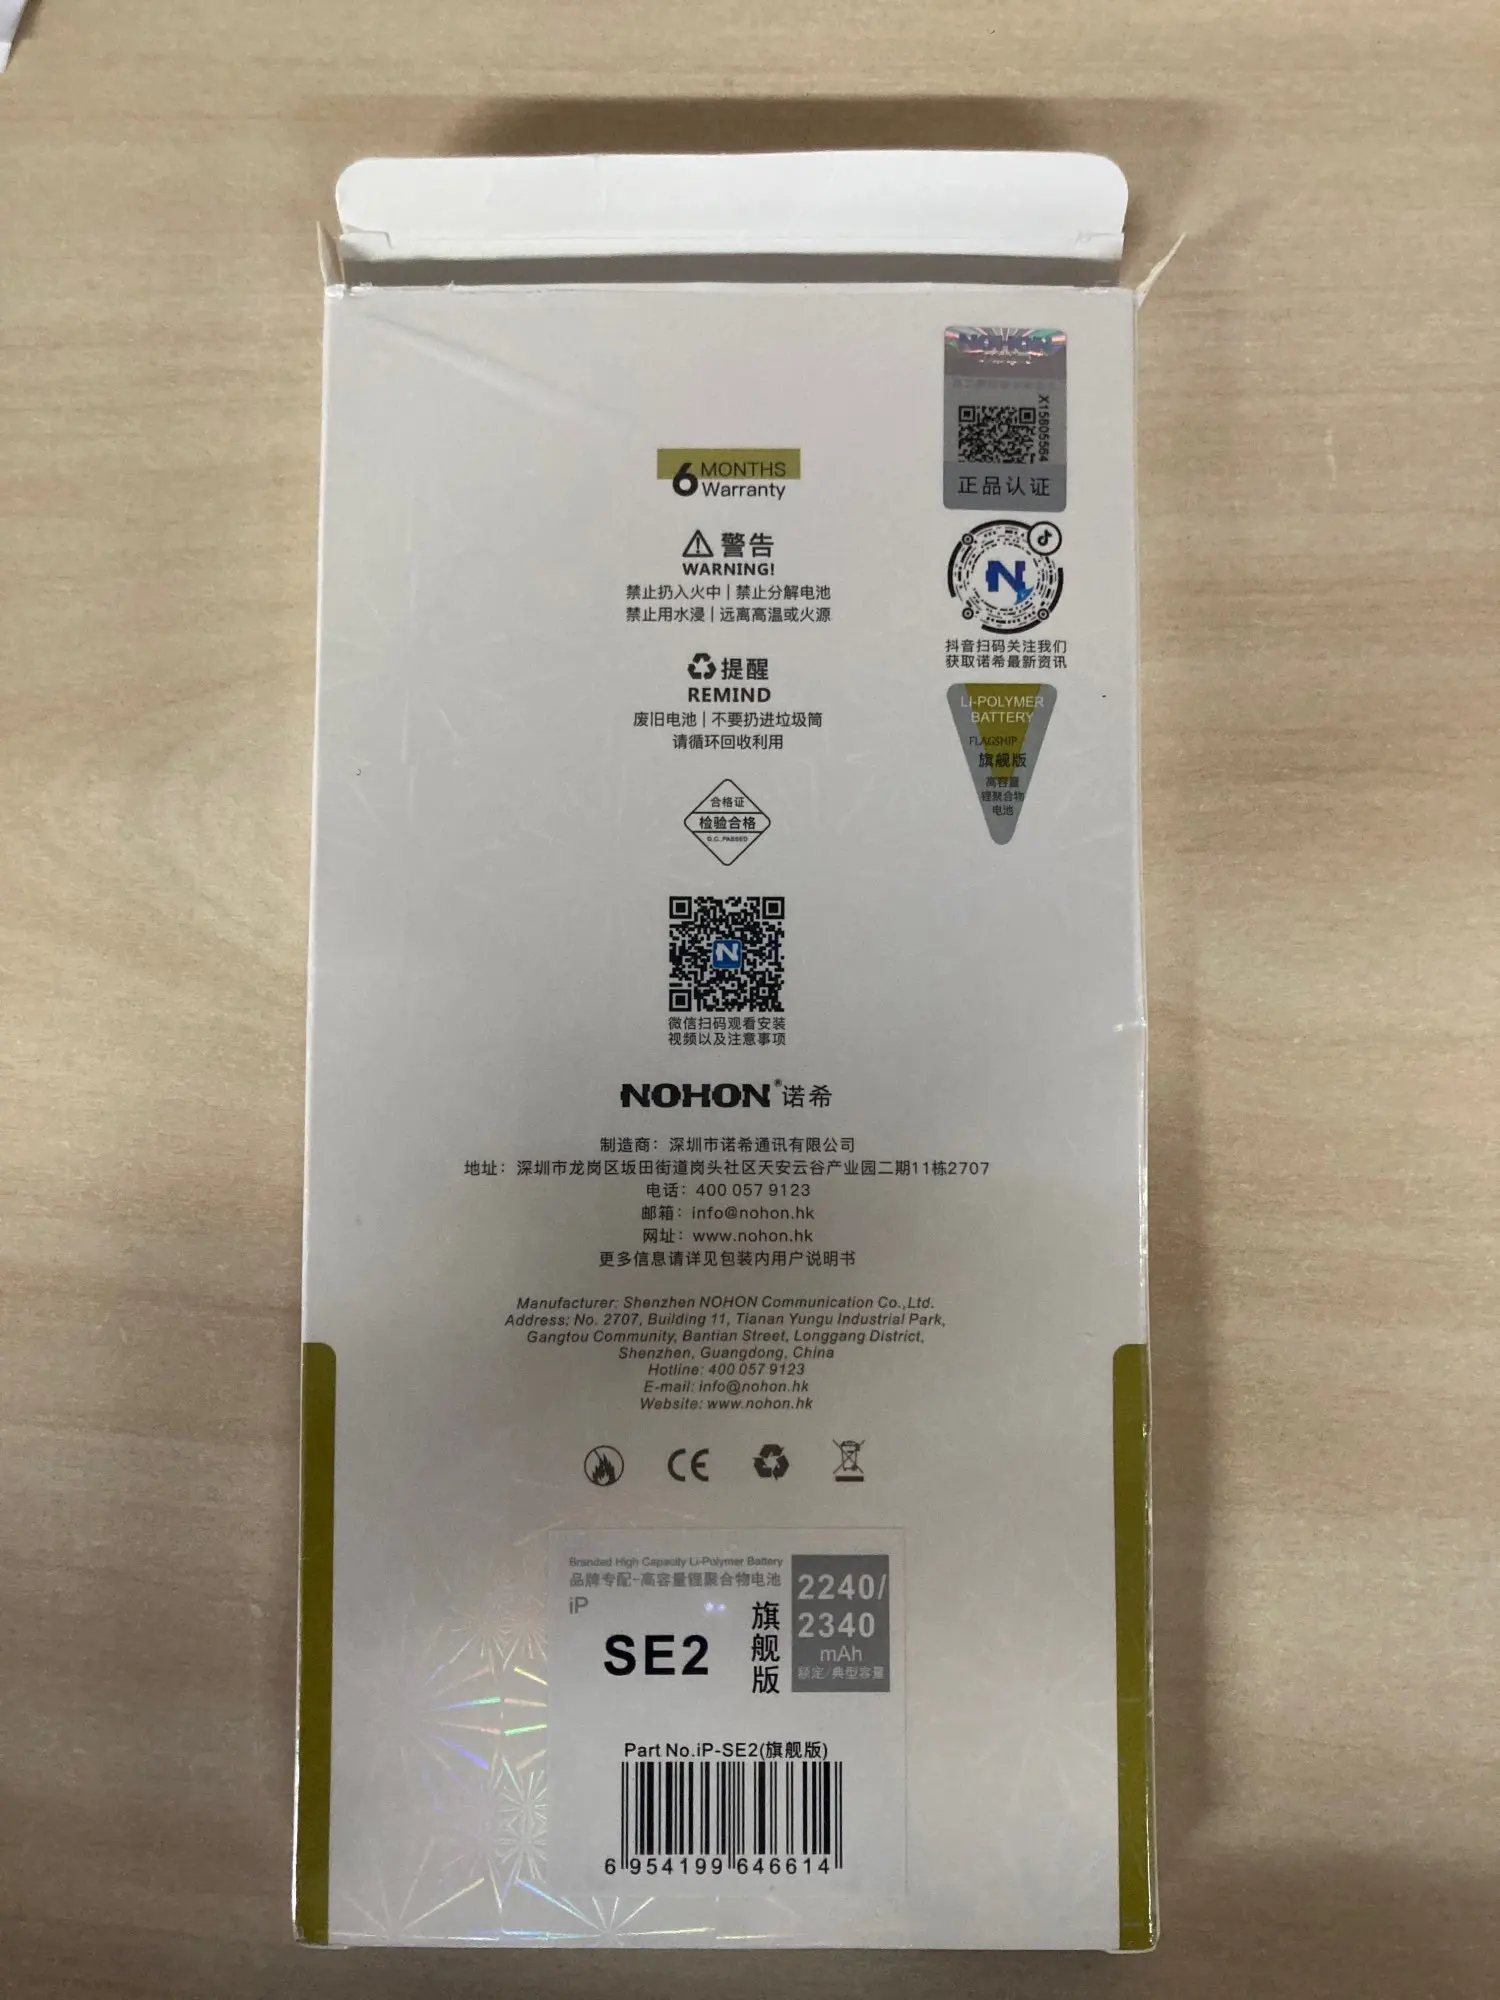 NOHON
X15805564
正品认证
6 MONTHS
Warranty
警告
WARNING!
禁止扔入火中 | 禁止分解电池
禁止用水浸 | 远离高温或火源
抖音扫码关注我们
获取诺希最新资讯
提醒
REMIND
废旧电池 | 不要扔进垃圾筒
请循环回收利用
LI-POLYMER
BATTERY
FLAGSHIP
旗舰版
高容量
锂聚合物
电池
合格证
检验合格
Q.C. PASSED
N
微信扫码观看安装
视频以及注意事项
NOHON® 诺希
制造商：深圳市诺希通讯有限公司
地址：深圳市龙岗区坂田街道岗头社区天安云谷产业园二期11栋2707
电话：400 057 9123
邮箱：info@nohon.hk
网址：www.nohon.hk
更多信息请详见包装内用户说明书
Manufacturer: Shenzhen NOHON Communication Co.,Ltd.
Address: No. 2707, Building 11, Tianan Yungu Industrial Park,
Gangtou Community, Bantian Street, Longgang District,
Shenzhen, Guangdong, China
Hotline: 400 057 9123
E-mail: info@nohon.hk
Website: www.nohon.hk
CE
Branded High Capacity Li-Polymer Battery
品牌专配-高容量锂聚合物电池
iP
SE2
旗舰版
2240/
2340
mAh
额定/典型容量
Part No.iP-SE2(旗舰版)
6 954199 646614